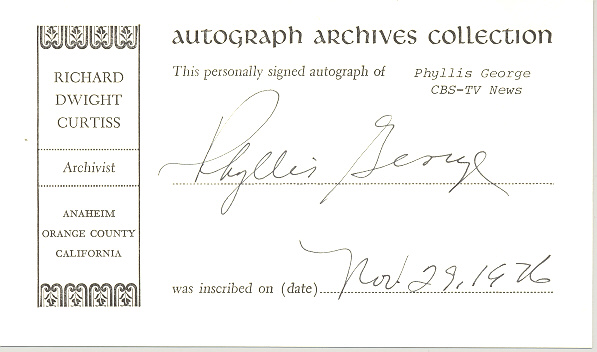 RICHARD
DWIGHT
CURTISS
Archivist
ANAHEIM
ORANGE COUNTY
CALIFORNIA
AUTOGRAPH ARCHIVES COLLECTION
This personally signed autograph of Phyllis George
CBS-TV News
Phyllis George
was inscribed on (date) Nov 29, 1976